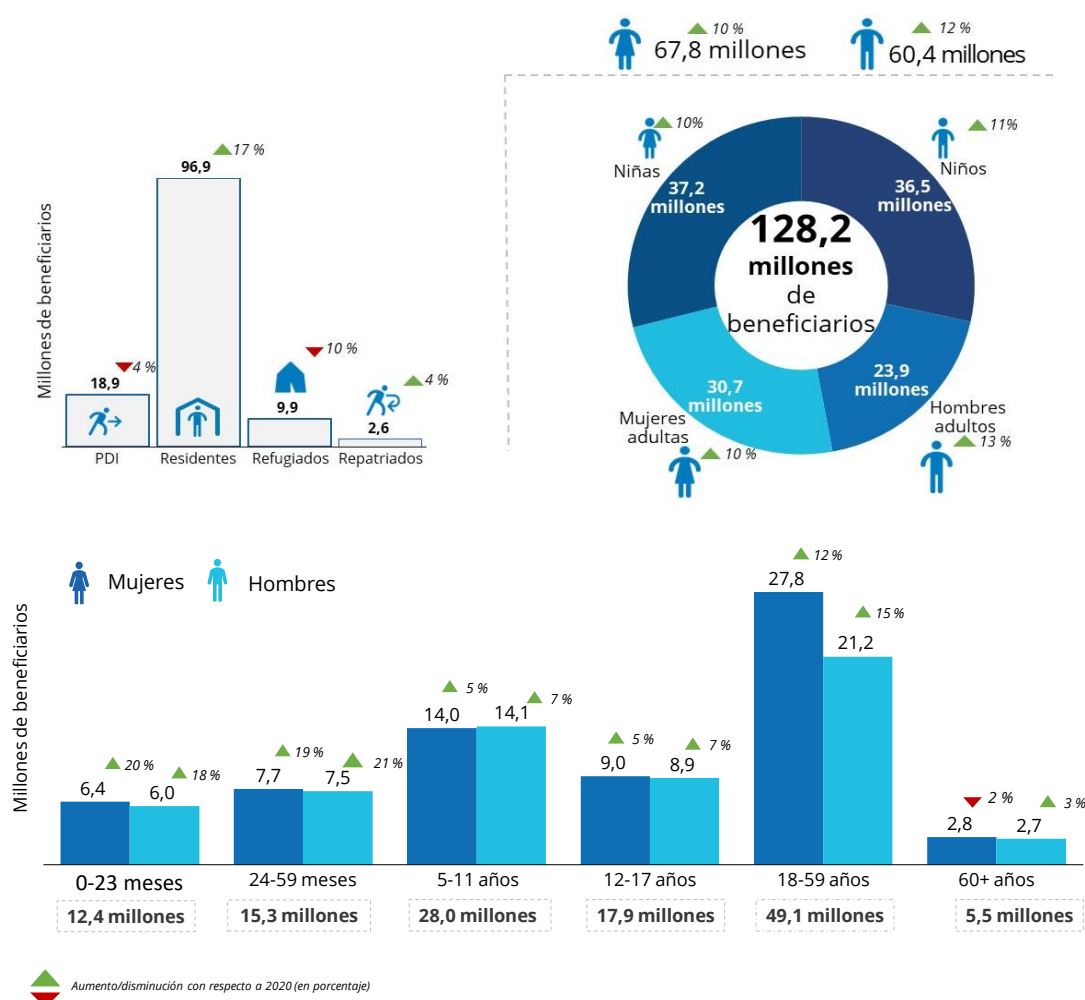 10 %
67,8 millones
12 %
60,4 millones
Millones de beneficiarios
4 %
18,9
PDI
17 %
96,9
Residentes
10 %
9,9
Refugiados
4 %
2,6
Repatriados
10%
Niñas
37,2
millones
11%
Niños
36,5
millones
128,2
millones
de
beneficiarios
30,7
millones
Mujeres
adultas
10 %
23,9
millones
Hombres
adultos
13 %
Mujeres
Hombres
Millones de beneficiarios
20 %
6,4
18 %
6,0
19 %
7,7
21 %
7,5
5 %
14,0
7 %
14,1
5 %
9,0
7 %
8,9
12 %
27,8
15 %
21,2
2 %
2,8
3 %
2,7
0-23 meses
24-59 meses
5-11 años
12-17 años
18-59 años
60+ años
12,4 millones
15,3 millones
28,0 millones
17,9 millones
49,1 millones
5,5 millones
Aumento/disminución con respecto a 2020 (en porcentaje)